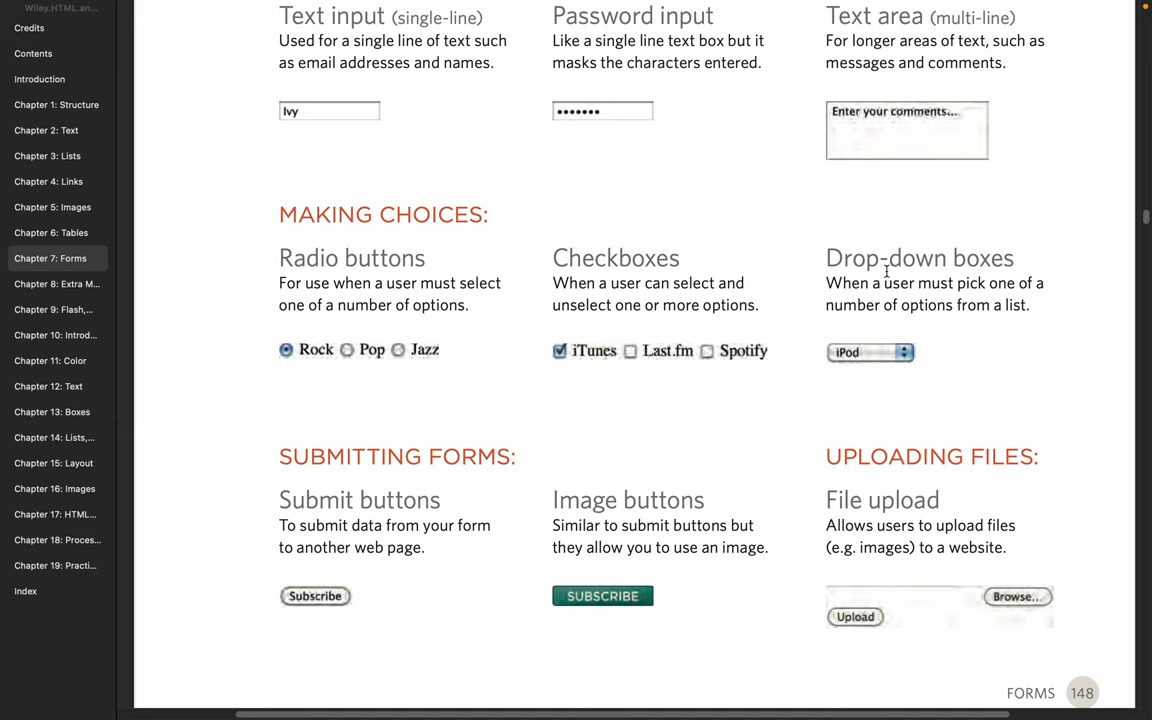 Wiley.HTML.an...
Credits
Contents
Introduction
Chapter 1: Structure
Chapter 2: Text
Chapter 3: Lists
Chapter 4: Links
Chapter 5: Images
Chapter 6: Tables
Chapter 7: Forms
Chapter 8: Extra M...
Chapter 9: Flash,...
Chapter 10: Introd...
Chapter 11: Color
Chapter 12: Text
Chapter 13: Boxes
Chapter 14: Lists,...
Chapter 15: Layout
Chapter 16: Images
Chapter 17: HTML...
Chapter 18: Proces...
Chapter 19: Practi...
Index
Text input (single-line)
Used for a single line of text such
as email addresses and names.
Ivy
Password input
Like a single line text box but it
masks the characters entered.
•••••••
Text area (multi-line)
For longer areas of text, such as
messages and comments.
Enter your comments...
MAKING CHOICES:
Radio buttons
For use when a user must select
one of a number of options.
Rock Pop Jazz
Checkboxes
When a user can select and
unselect one or more options.
iTunes Last.fm Spotify
Drop-down boxes
When a user must pick one of a
number of options from a list.
iPod
SUBMITTING FORMS:
Submit buttons
To submit data from your form
to another web page.
Subscribe
Image buttons
Similar to submit buttons but
they allow you to use an image.
SUBSCRIBE
UPLOADING FILES:
File upload
Allows users to upload files
(e.g. images) to a website.
Browse...
Upload
FORMS 148